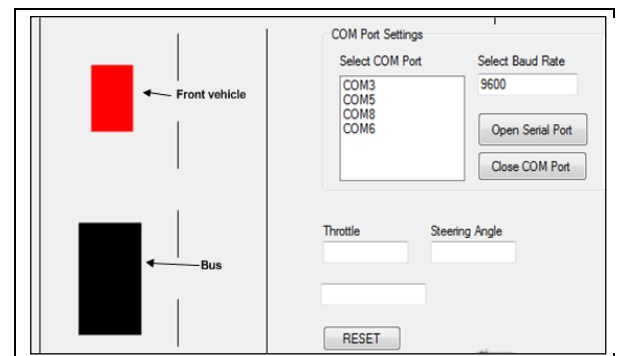 COM Port Settings
Select COM Port
Select Baud Rate
COM3
COM5
COM8
COM6
9600
Open Serial Port
Close COM Port
Front vehicle
Bus
Throttle
Steering Angle
RESET